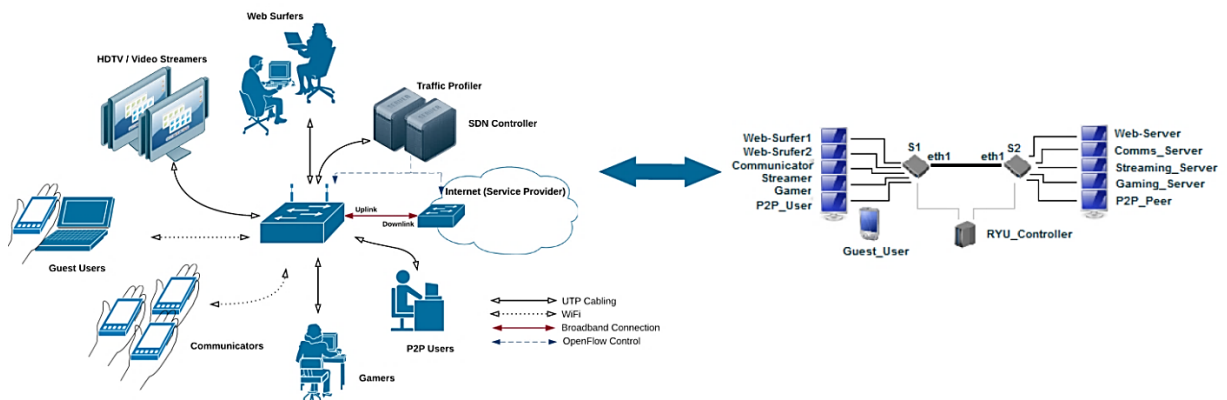 Web Surfers
HDTV / Video Streamers
Traffic Profiler
SERVER
SERVER
SDN Controller
Internet (Service Provider)
Uplink
Downlink
Guest Users
Communicators
Gamers
P2P Users
UTP Cabling
WiFi
Broadband Connection
OpenFlow Control
Web-Surfer1
Web-Srufer2
Communicator
Streamer
Gamer
P2P_User
Guest_User
S1
eth1
eth1
S2
RYU_Controller
Web-Server
Comms_Server
Streaming_Server
Gaming_Server
P2P_Peer